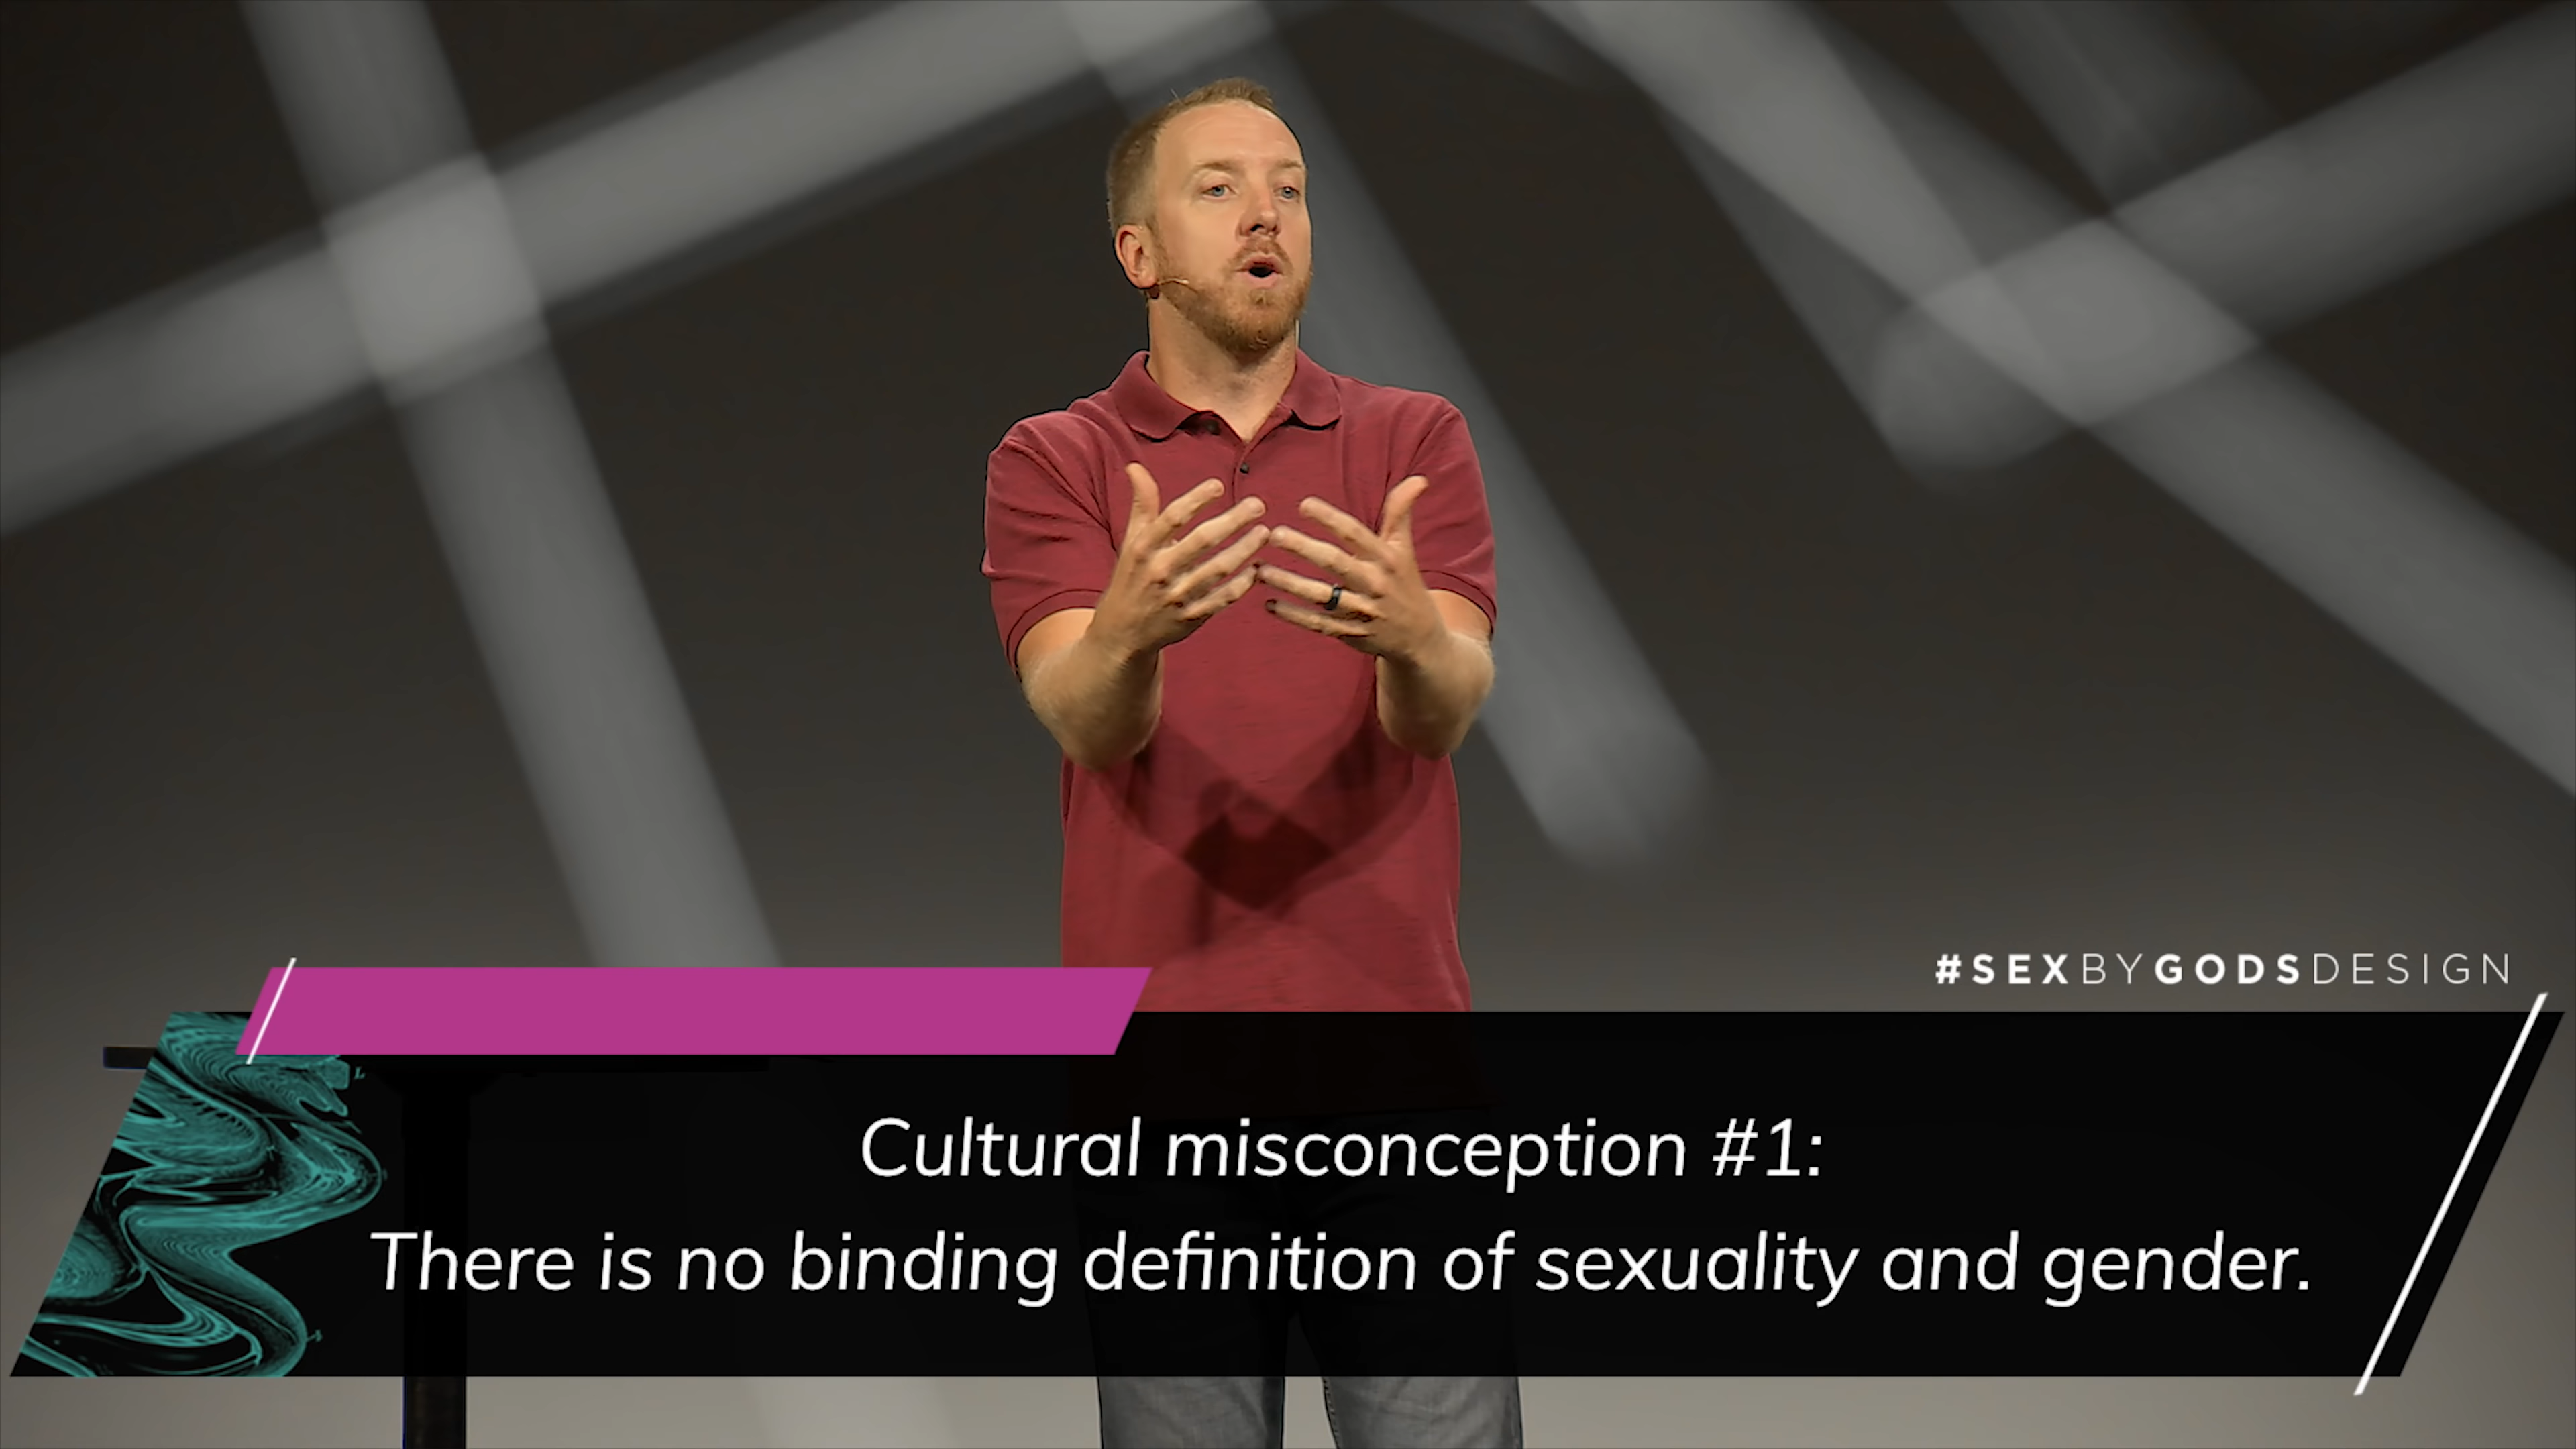 #SEXBYGODSDESIGN
Cultural misconception #1:
There is no binding definition of sexuality and gender.